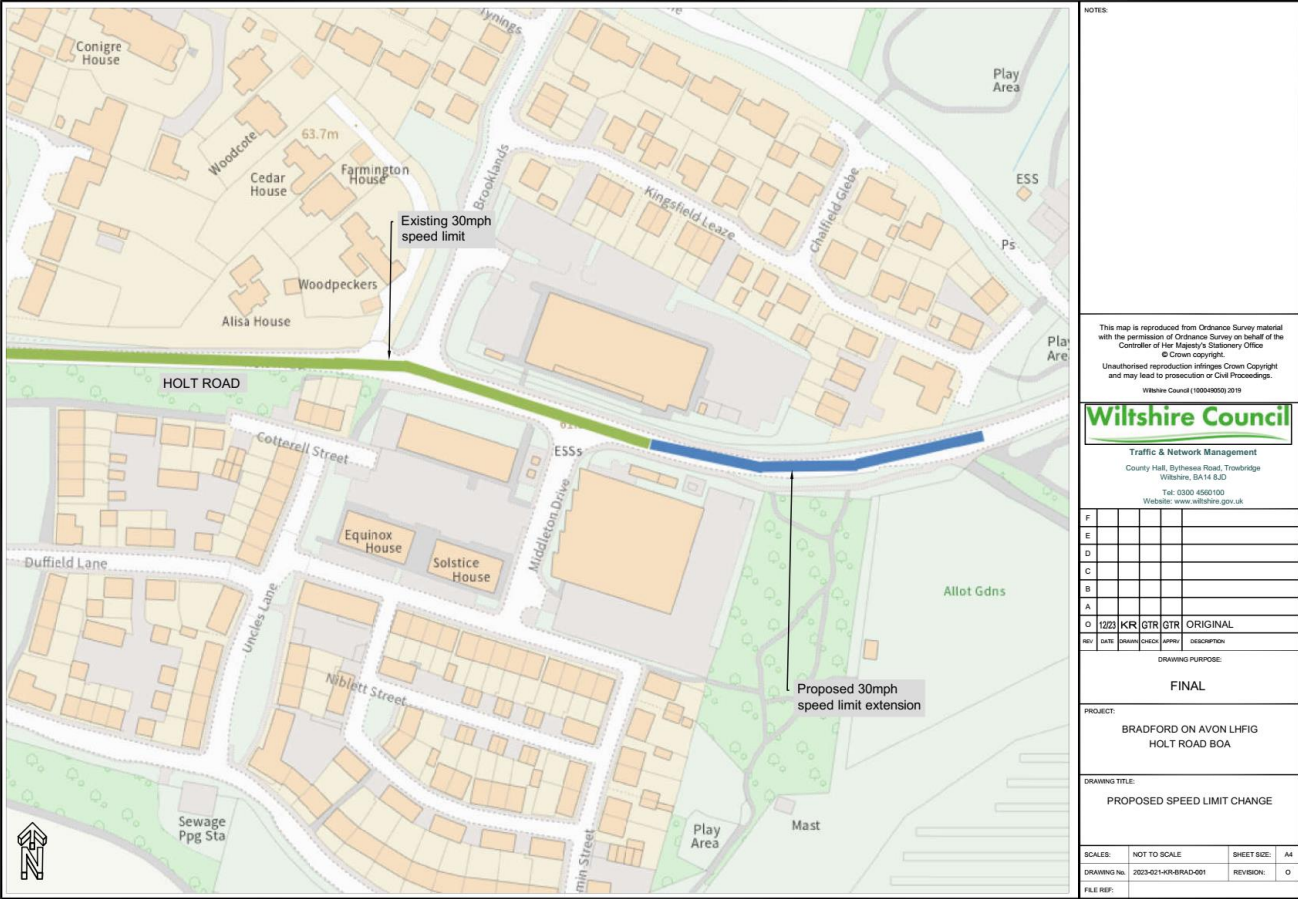 Conigre
House
Tynings
Play
Area
Woodcote
63.7m
Cedar
House
Farmington
House
Brooklands
Kingsfield Leaze
Chalfield Glebe
ESS
Ps
Existing 30mph
speed limit
Woodpeckers
Alisa House
HOLT ROAD
Cotterell Street
ESSs
Middleton Drive
Equinox
House
Solstice
House
Duffield Lane
Uncles Lane
Niblett Street
Allot Gdns
Proposed 30mph
speed limit extension
Sewage
Ppg Sta
Play
Area
Mast
min Street
N
NOTES:
This map is reproduced from Ordnance Survey material
with the permission of Ordnance Survey on behalf of the
Controller of Her Majesty's Stationery Office
© Crown copyright.
Unauthorised reproduction infringes Crown Copyright
and may lead to prosecution or Civil Proceedings.
Wiltshire Council (100049050) 2019
Wiltshire Council
Traffic & Network Management
County Hall, Bythesea Road, Trowbridge
Wiltshire, BA14 8JD
Tel: 0300 4560100
Website: www.wiltshire.gov.uk
F
E
D
C
B
A
O 12/23 KR GTR GTR ORIGINAL
REV DATE DRAWN CHECK APPRV DESCRIPTION
DRAWING PURPOSE:
FINAL
PROJECT:
BRADFORD ON AVON LHFIG
HOLT ROAD BOA
DRAWING TITLE:
PROPOSED SPEED LIMIT CHANGE
SCALES: NOT TO SCALE SHEET SIZE: A4
DRAWING No. 2023-021-KR-BRAD-001 REVISION: O
FILE REF: